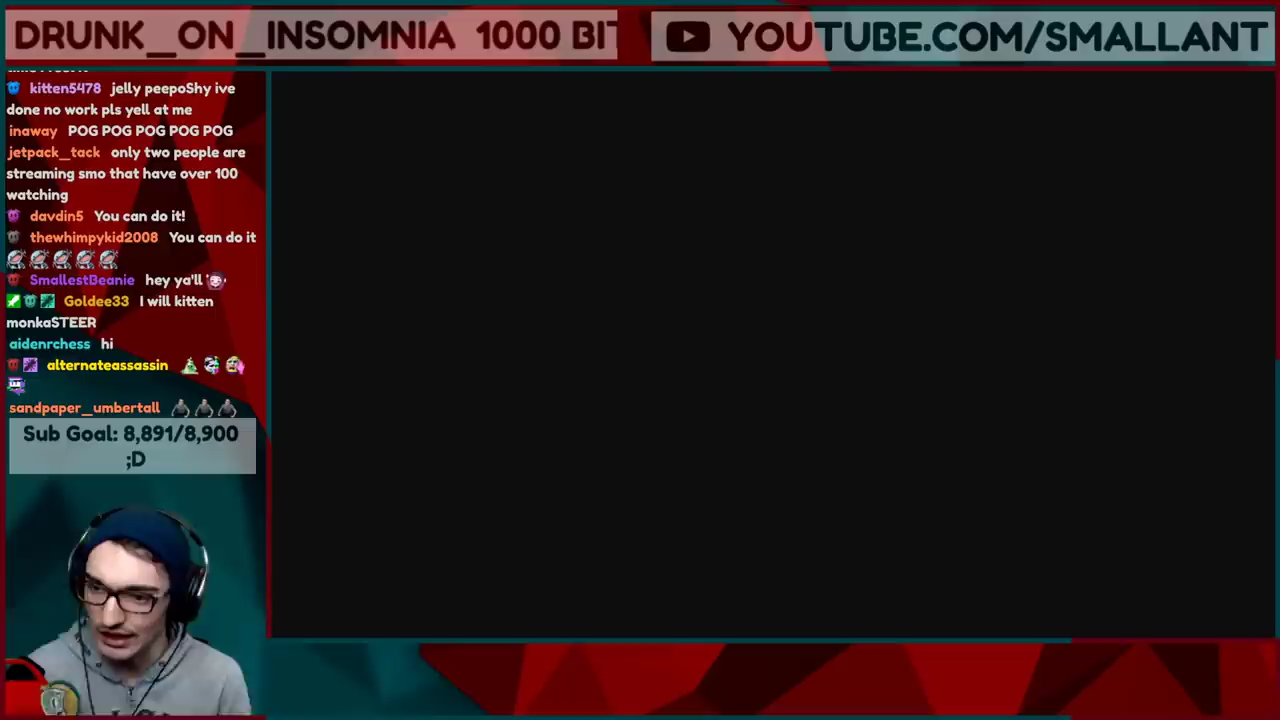 DRUNK_ON_INSOMNIA 1000 BIT
YOUTUBE.COM/SMALLANT
kitten5478 jelly peepoShy ive
done no work pls yell at me
inaway POG POG POG POG POG
jetpack_tack only two people are
streaming smo that have over 100
watching
davdin5 You can do it!
thewhimpykid2008 You can do it
SmallestBeanie hey ya'll
Goldee33 I will kitten
monkaSTEER
aidenrchess hi
alternateassassin
sandpaper_umbertall
Sub Goal: 8,891/8,900
;D